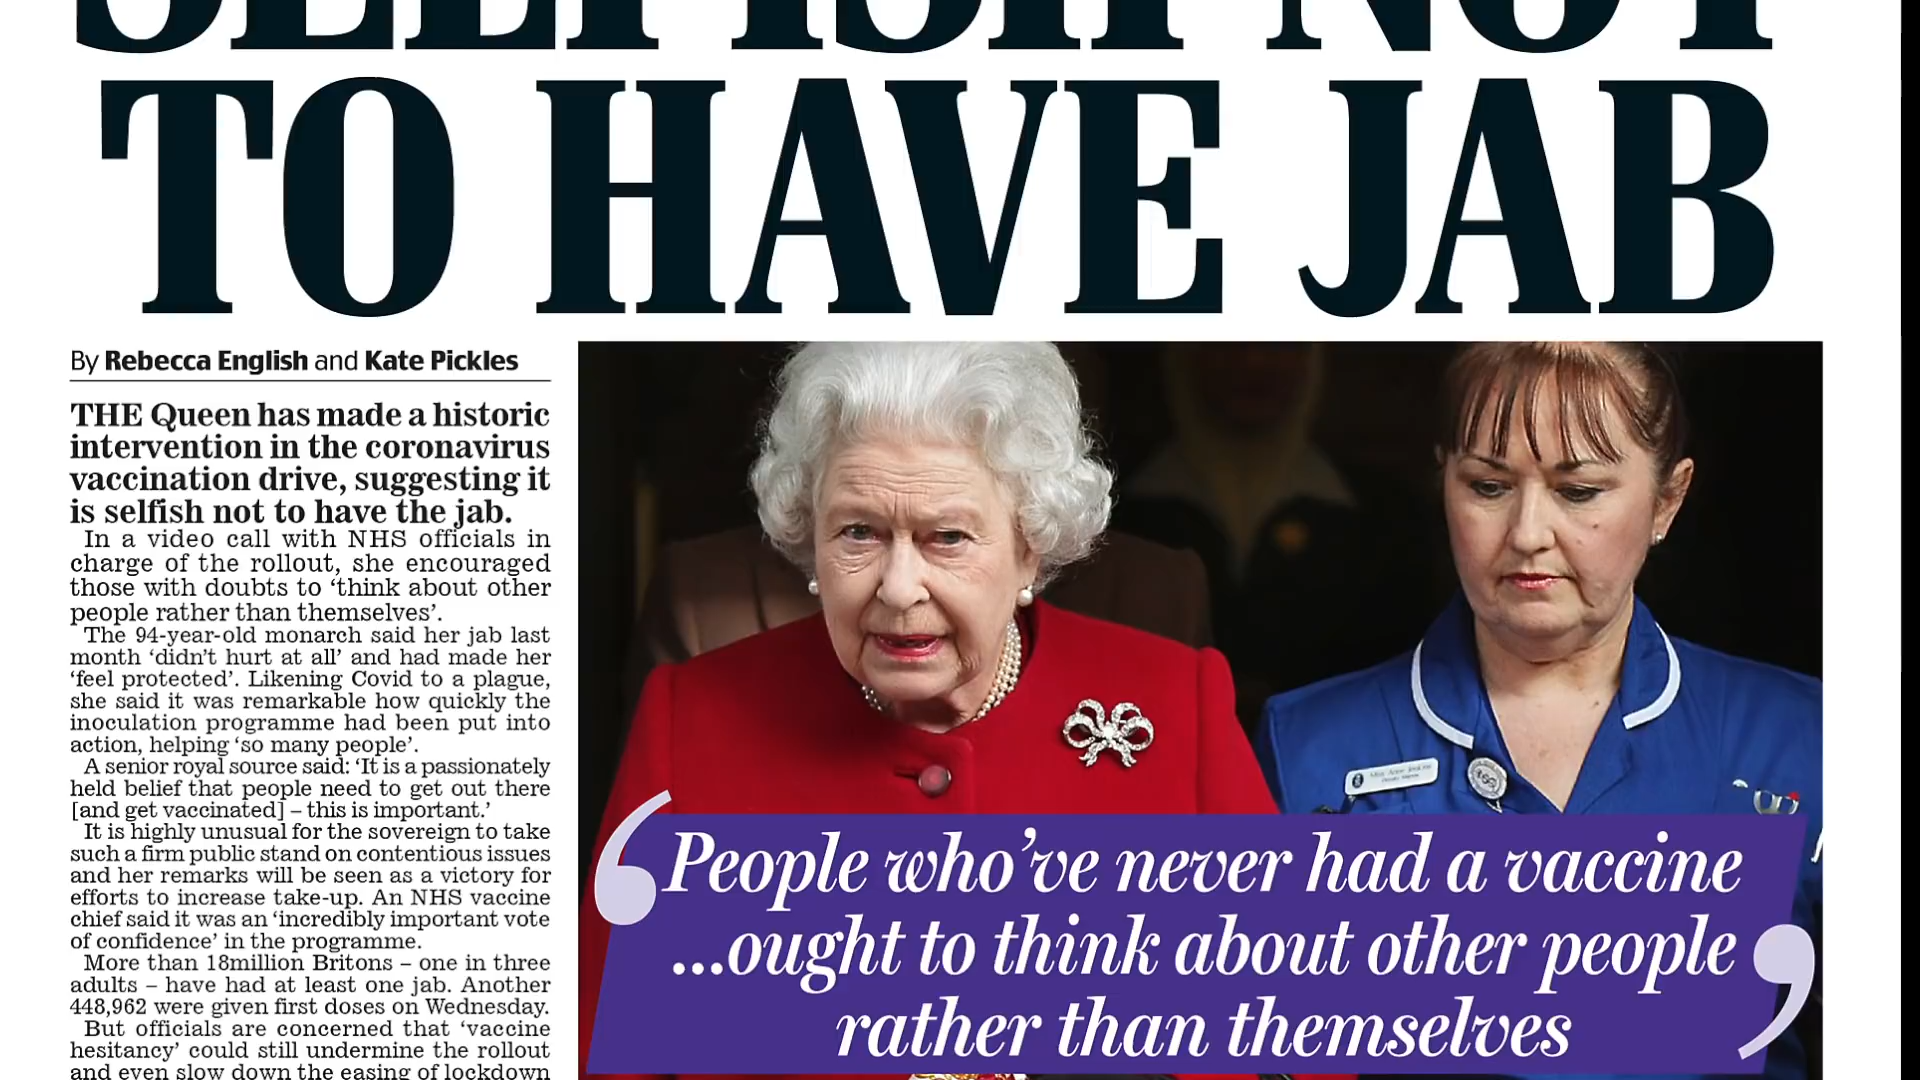 SELFISH NOT
TO HAVE JAB
By Rebecca English and Kate Pickles
THE Queen has made a historic
intervention in the coronavirus
vaccination drive, suggesting it
is selfish not to have the jab.
In a video call with NHS officials in
charge of the rollout, she encouraged
those with doubts to ‘think about other
people rather than themselves’.
The 94-year-old monarch said her jab last
month ‘didn’t hurt at all’ and had made her
‘feel protected’. Likening Covid to a plague,
she said it was remarkable how quickly the
inoculation programme had been put into
action, helping ‘so many people’.
A senior royal source said: ‘It is a passionately
held belief that people need to get out there
[and get vaccinated] – this is important.’
It is highly unusual for the sovereign to take
such a firm public stand on contentious issues
and her remarks will be seen as a victory for
efforts to increase take-up. An NHS vaccine
chief said it was an ‘incredibly important vote
of confidence’ in the programme.
More than 18million Britons – one in three
adults – have had at least one jab. Another
448,962 were given first doses on Wednesday.
But officials are concerned that ‘vaccine
hesitancy’ could still undermine the rollout
and even slow down the easing of lockdown
‘People who’ve never had a vaccine
...ought to think about other people
rather than themselves’